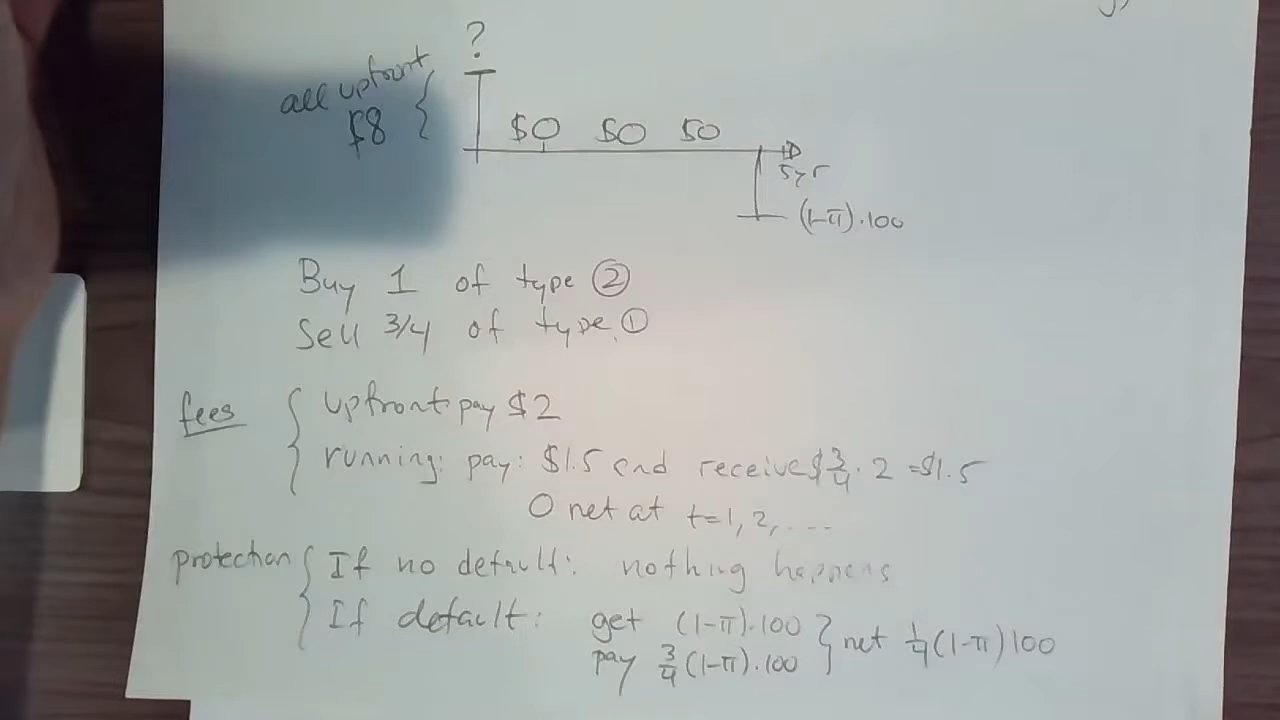 ?
all upfront
$8
$0 $0 $0
5yr
(1-π).100
Buy 1 of type ②
Sell 3/4 of type ①
fees
upfront pay $2
running: pay: $1.5 and receive $3/4 . 2 = $1.5
0 net at t=1, 2, ....
protection
If no default: nothing happens
If default: get (1-π).100
pay 3/4 (1-π).100
net 1/4 (1-π) 100